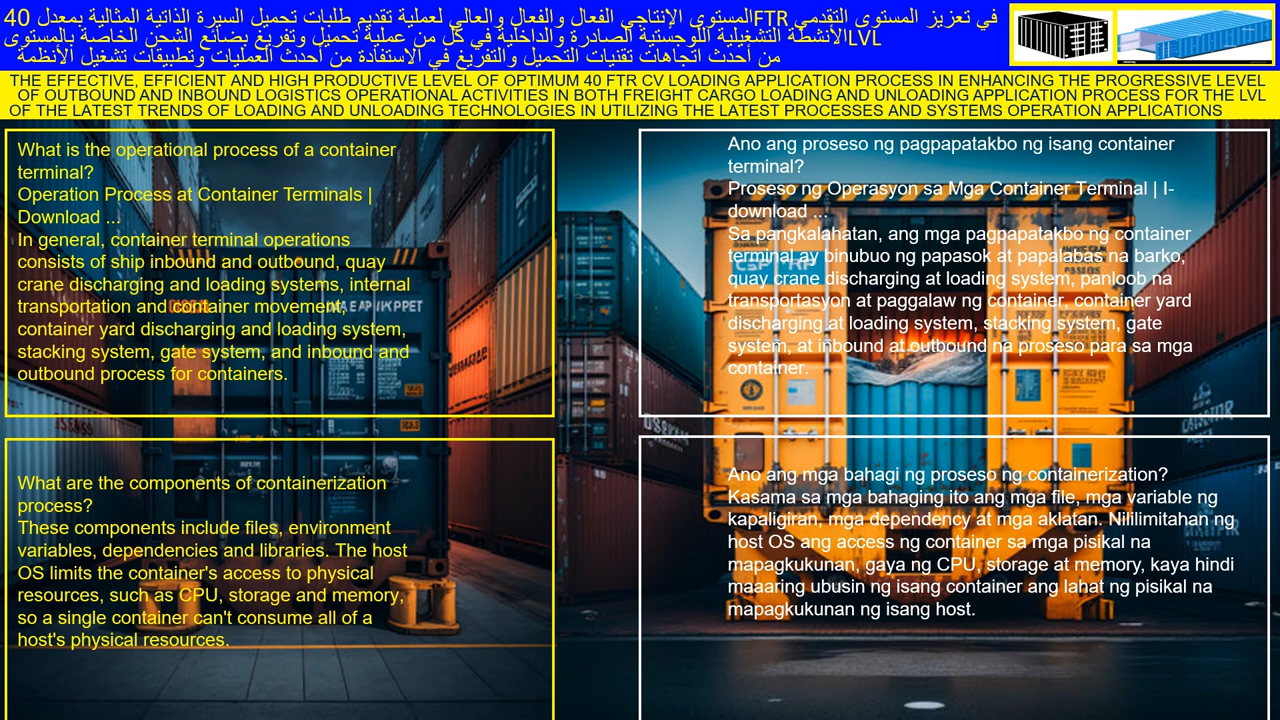 في تعزيز المستوى التقدمي FTRالمستوى الإنتاجي الفعال والفعال والعالي لعملية تقديم طلبات تحميل السيرة الذاتية المثالية بمعدل 40
LVLالأنشطة التشغيلية اللوجستية الصادرة والداخلية في كل من عملية تحميل وتفريغ بضائع الشحن الخاصة بالمستوى
من أحدث اتجاهات تقنيات التحميل والتفريغ في الاستفادة من أحدث العمليات وتطبيقات تشغيل الأنظمة
THE EFFECTIVE, EFFICIENT AND HIGH PRODUCTIVE LEVEL OF OPTIMUM 40 FTR CV LOADING APPLICATION PROCESS IN ENHANCING THE PROGRESSIVE LEVEL
OF OUTBOUND AND INBOUND LOGISTICS OPERATIONAL ACTIVITIES IN BOTH FREIGHT CARGO LOADING AND UNLOADING APPLICATION PROCESS FOR THE LVL
OF THE LATEST TRENDS OF LOADING AND UNLOADING TECHNOLOGIES IN UTILIZING THE LATEST PROCESSES AND SYSTEMS OPERATION APPLICATIONS
What is the operational process of a container
terminal?
Operation Process at Container Terminals |
Download ...
In general, container terminal operations
consists of ship inbound and outbound, quay
crane discharging and loading systems, internal
transportation and container movement,
container yard discharging and loading system,
stacking system, gate system, and inbound and
outbound process for containers.
Ano ang proseso ng pagpapatakbo ng isang container
terminal?
Proseso ng Operasyon sa Mga Container Terminal | I-
download ...
Sa pangkalahatan, ang mga pagpapatakbo ng container
terminal ay binubuo ng papasok at papalabas na barko,
quay crane discharging at loading system, panloob na
transportasyon at paggalaw ng container, container yard
discharging at loading system, stacking system, gate
system, at inbound at outbound na proseso para sa mga
container.
What are the components of containerization
process?
These components include files, environment
variables, dependencies and libraries. The host
OS limits the container's access to physical
resources, such as CPU, storage and memory,
so a single container can't consume all of a
host's physical resources.
Ano ang mga bahagi ng proseso ng containerization?
Kasama sa mga bahaging ito ang mga file, mga variable ng
kapaligiran, mga dependency at mga aklatan. Nililimitahan ng
host OS ang access ng container sa mga pisikal na
mapagkukunan, gaya ng CPU, storage at memory, kaya hindi
maaaring ubusin ng isang container ang lahat ng pisikal na
mapagkukunan ng isang host.